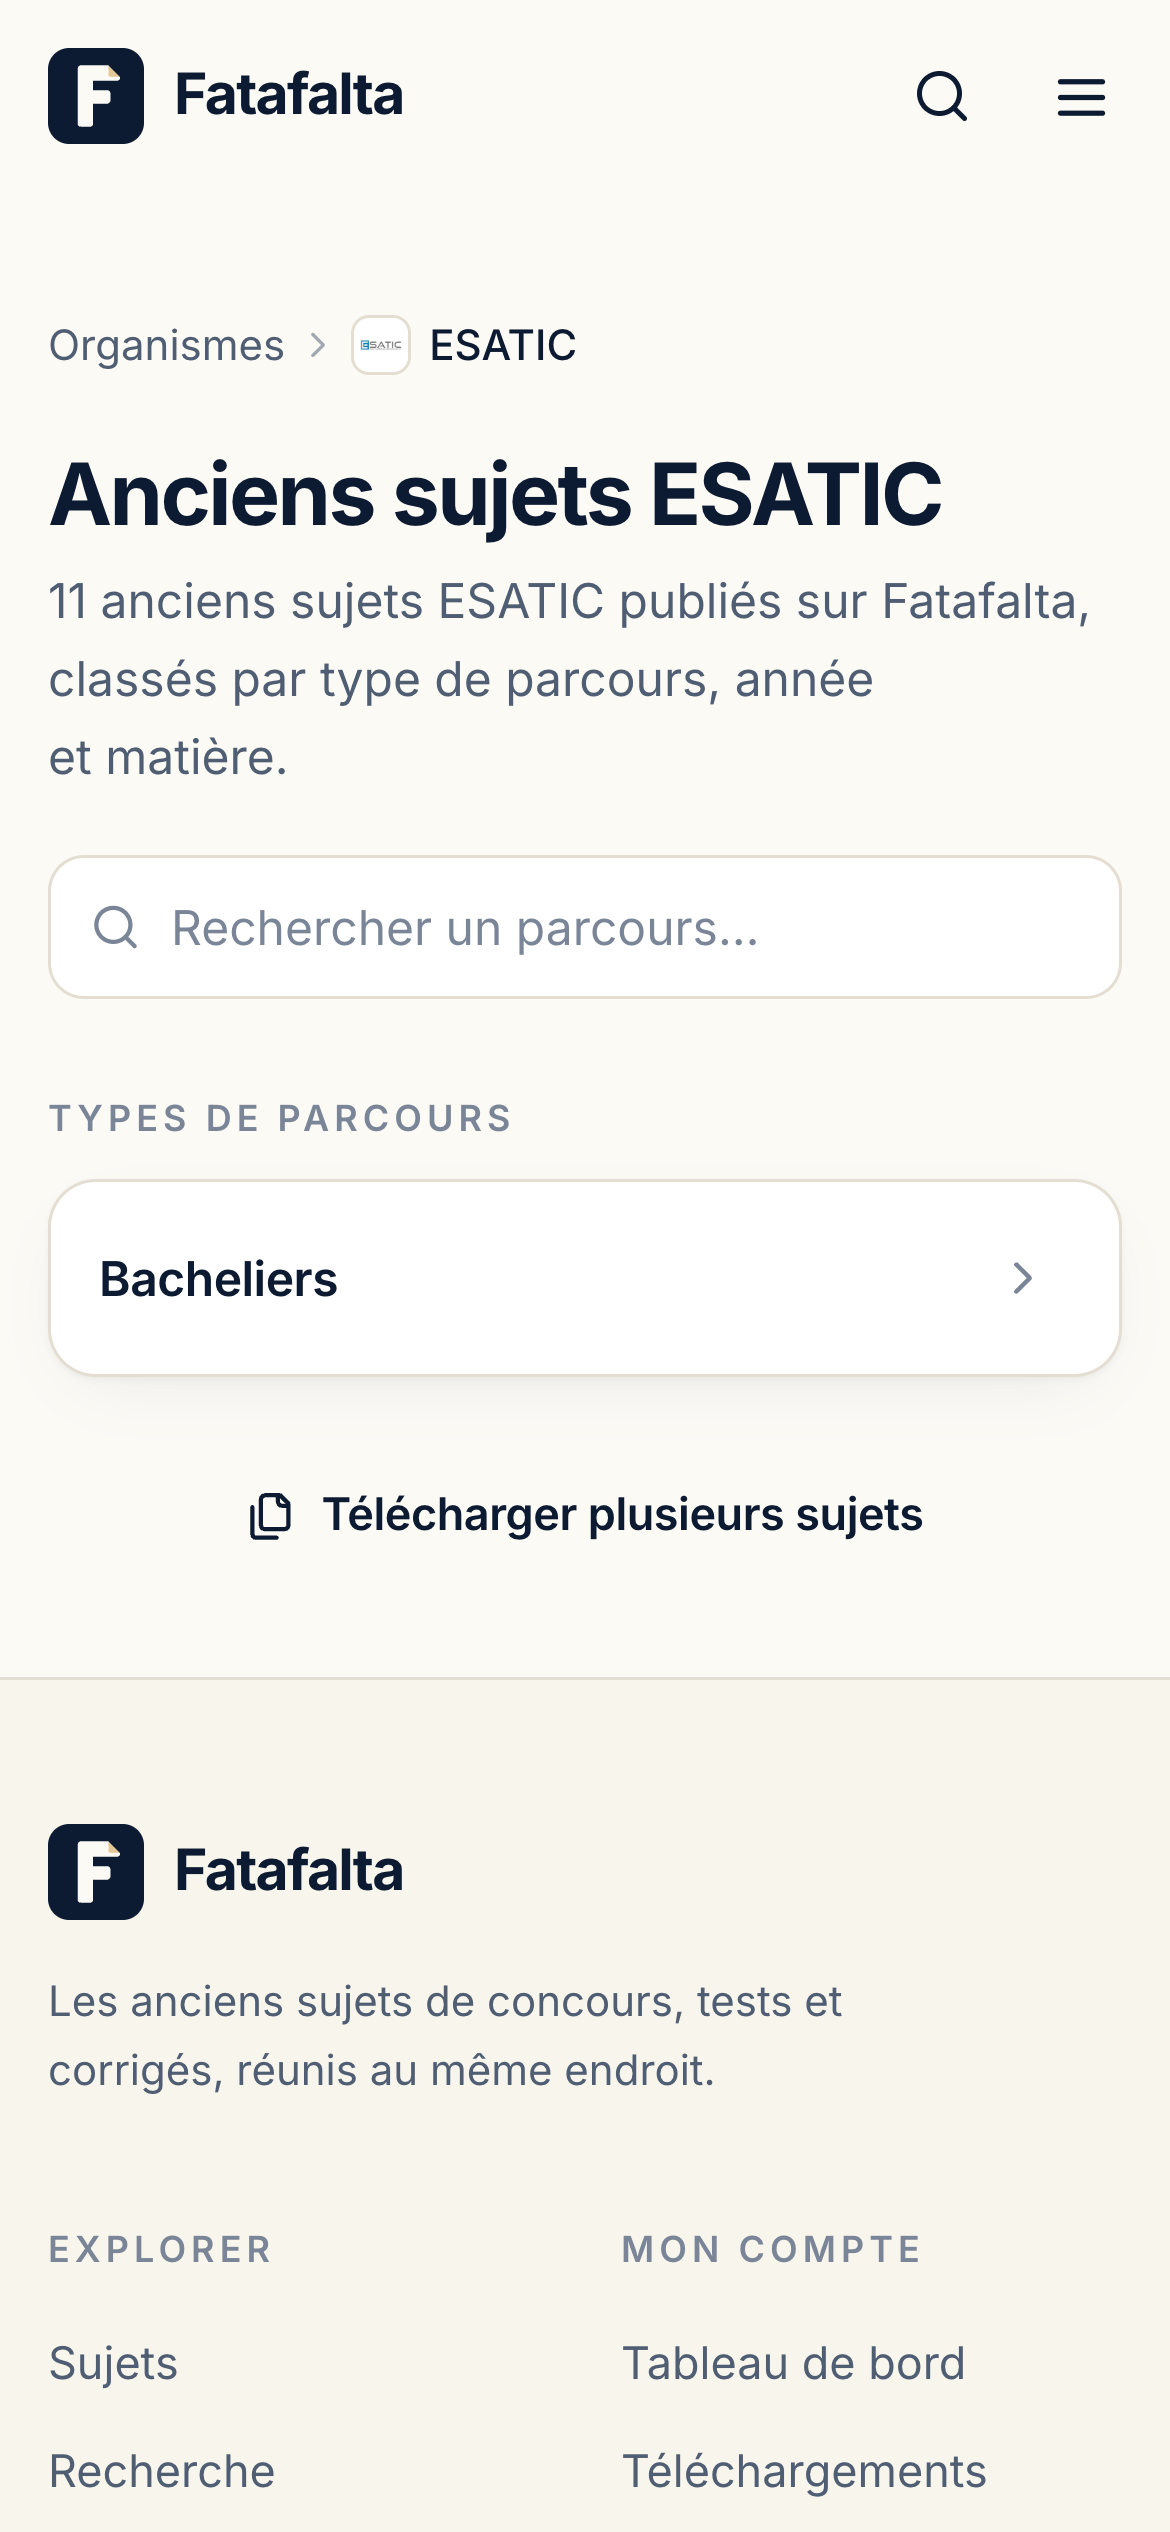 Fatafalta
Organismes > ESATIC ESATIC
Anciens sujets ESATIC
11 anciens sujets ESATIC publiés sur Fatafalta,
classés par type de parcours, année
et matière.
Rechercher un parcours...
TYPES DE PARCOURS
Bacheliers
Télécharger plusieurs sujets
Fatafalta
Les anciens sujets de concours, tests et
corrigés, réunis au même endroit.
EXPLORER
MON COMPTE
Sujets
Tableau de bord
Recherche
Téléchargements